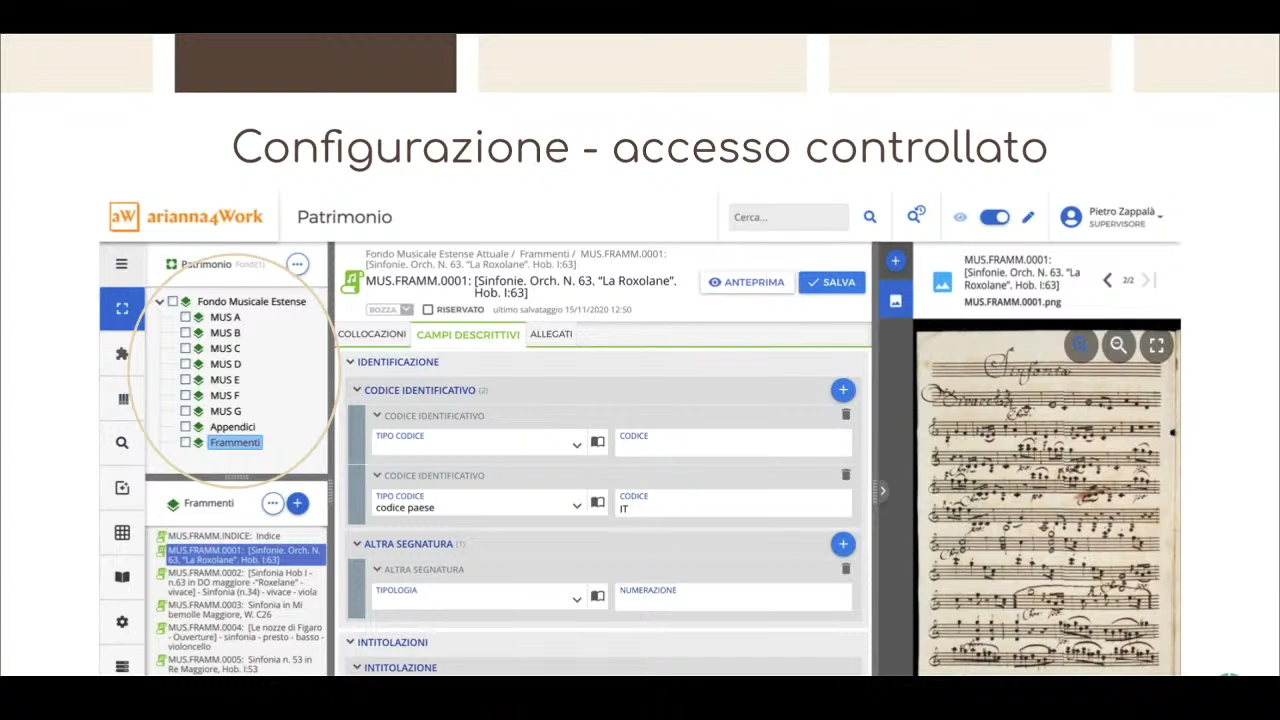 Configurazione - accesso controllato
aW arianna4Work
Patrimonio
Cerca...
Pietro Zappalà
SUPERVISORE
Patrimonio Fondi(1)
Fondo Musicale Estense
MUS A
MUS B
MUS C
MUS D
MUS E
MUS F
MUS G
Appendici
Frammenti
Frammenti
MUS.FRAMM.INDICE: Indice
MUS.FRAMM.0001: [Sinfonie. Orch. N.
63, "La Roxolane". Hob. I:63]
MUS.FRAMM.0002: [Sinfonia Hob I -
n.63 in DO maggiore -"Roxelane" -
vivace] - Sinfonia (n.34) - vivace - viola
MUS.FRAMM.0003: Sinfonia in Mi
bemolle Maggiore, W. C26
MUS.FRAMM.0004: [Le nozze di Figaro
- Ouverture] - sinfonia - presto - basso -
violoncello
MUS.FRAMM.0005: Sinfonia n. 53 in
Re Maggiore, Hob. I:53
Fondo Musicale Estense Attuale / Frammenti / MUS.FRAMM.0001:
[Sinfonie. Orch. N. 63. "La Roxolane". Hob. I:63]
MUS.FRAMM.0001: [Sinfonie. Orch. N. 63. "La Roxolane".
Hob. I:63]
ANTEPRIMA
SALVA
BOZZA
RISERVATO
ultimo salvataggio 15/11/2020 12:50
COLLOCAZIONI
CAMPI DESCRITTIVI
ALLEGATI
IDENTIFICAZIONE
CODICE IDENTIFICATIVO (2)
CODICE IDENTIFICATIVO
TIPO CODICE
CODICE
CODICE IDENTIFICATIVO
TIPO CODICE
codice paese
CODICE
IT
ALTRA SEGNATURA (1)
ALTRA SEGNATURA
TIPOLOGIA
NUMERAZIONE
INTITOLAZIONI
INTITOLAZIONE
MUS.FRAMM.0001:
[Sinfonie. Orch. N. 63. "La
Roxolane". Hob. I:63]
MUS.FRAMM.0001.png
2/2
Sinfonia
Vivace